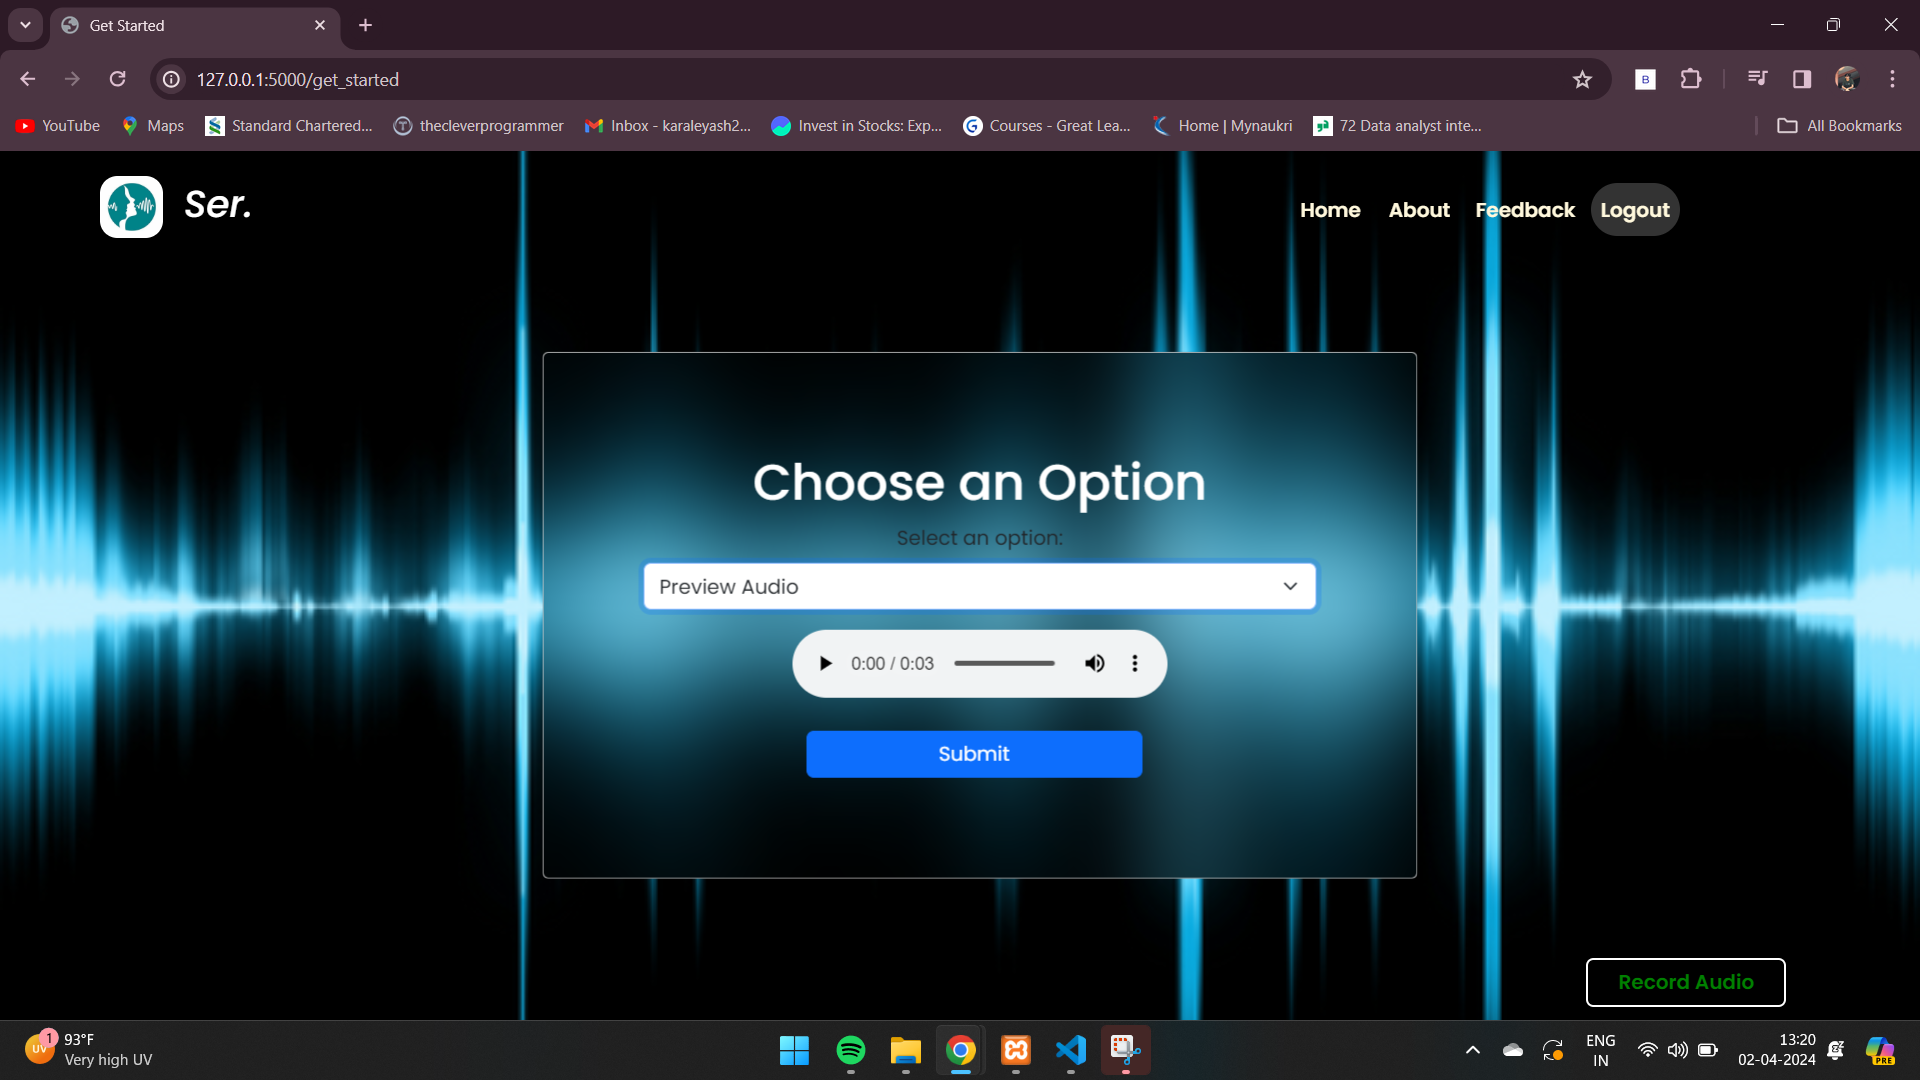 Get Started
127.0.0.1:5000/get_started
B
YouTube
Maps
Standard Chartered...
thecleverprogrammer
Inbox - karaleyash2...
Invest in Stocks: Exp...
Courses - Great Lea...
Home | Mynaukri
72 Data analyst inte...
All Bookmarks
Ser.
Home
About
Feedback
Logout
Choose an Option
Select an option:
Preview Audio
0:00 / 0:03
Submit
Record Audio
UV
1
93°F
Very high UV
ENG
IN
13:20
02-04-2024
PRE